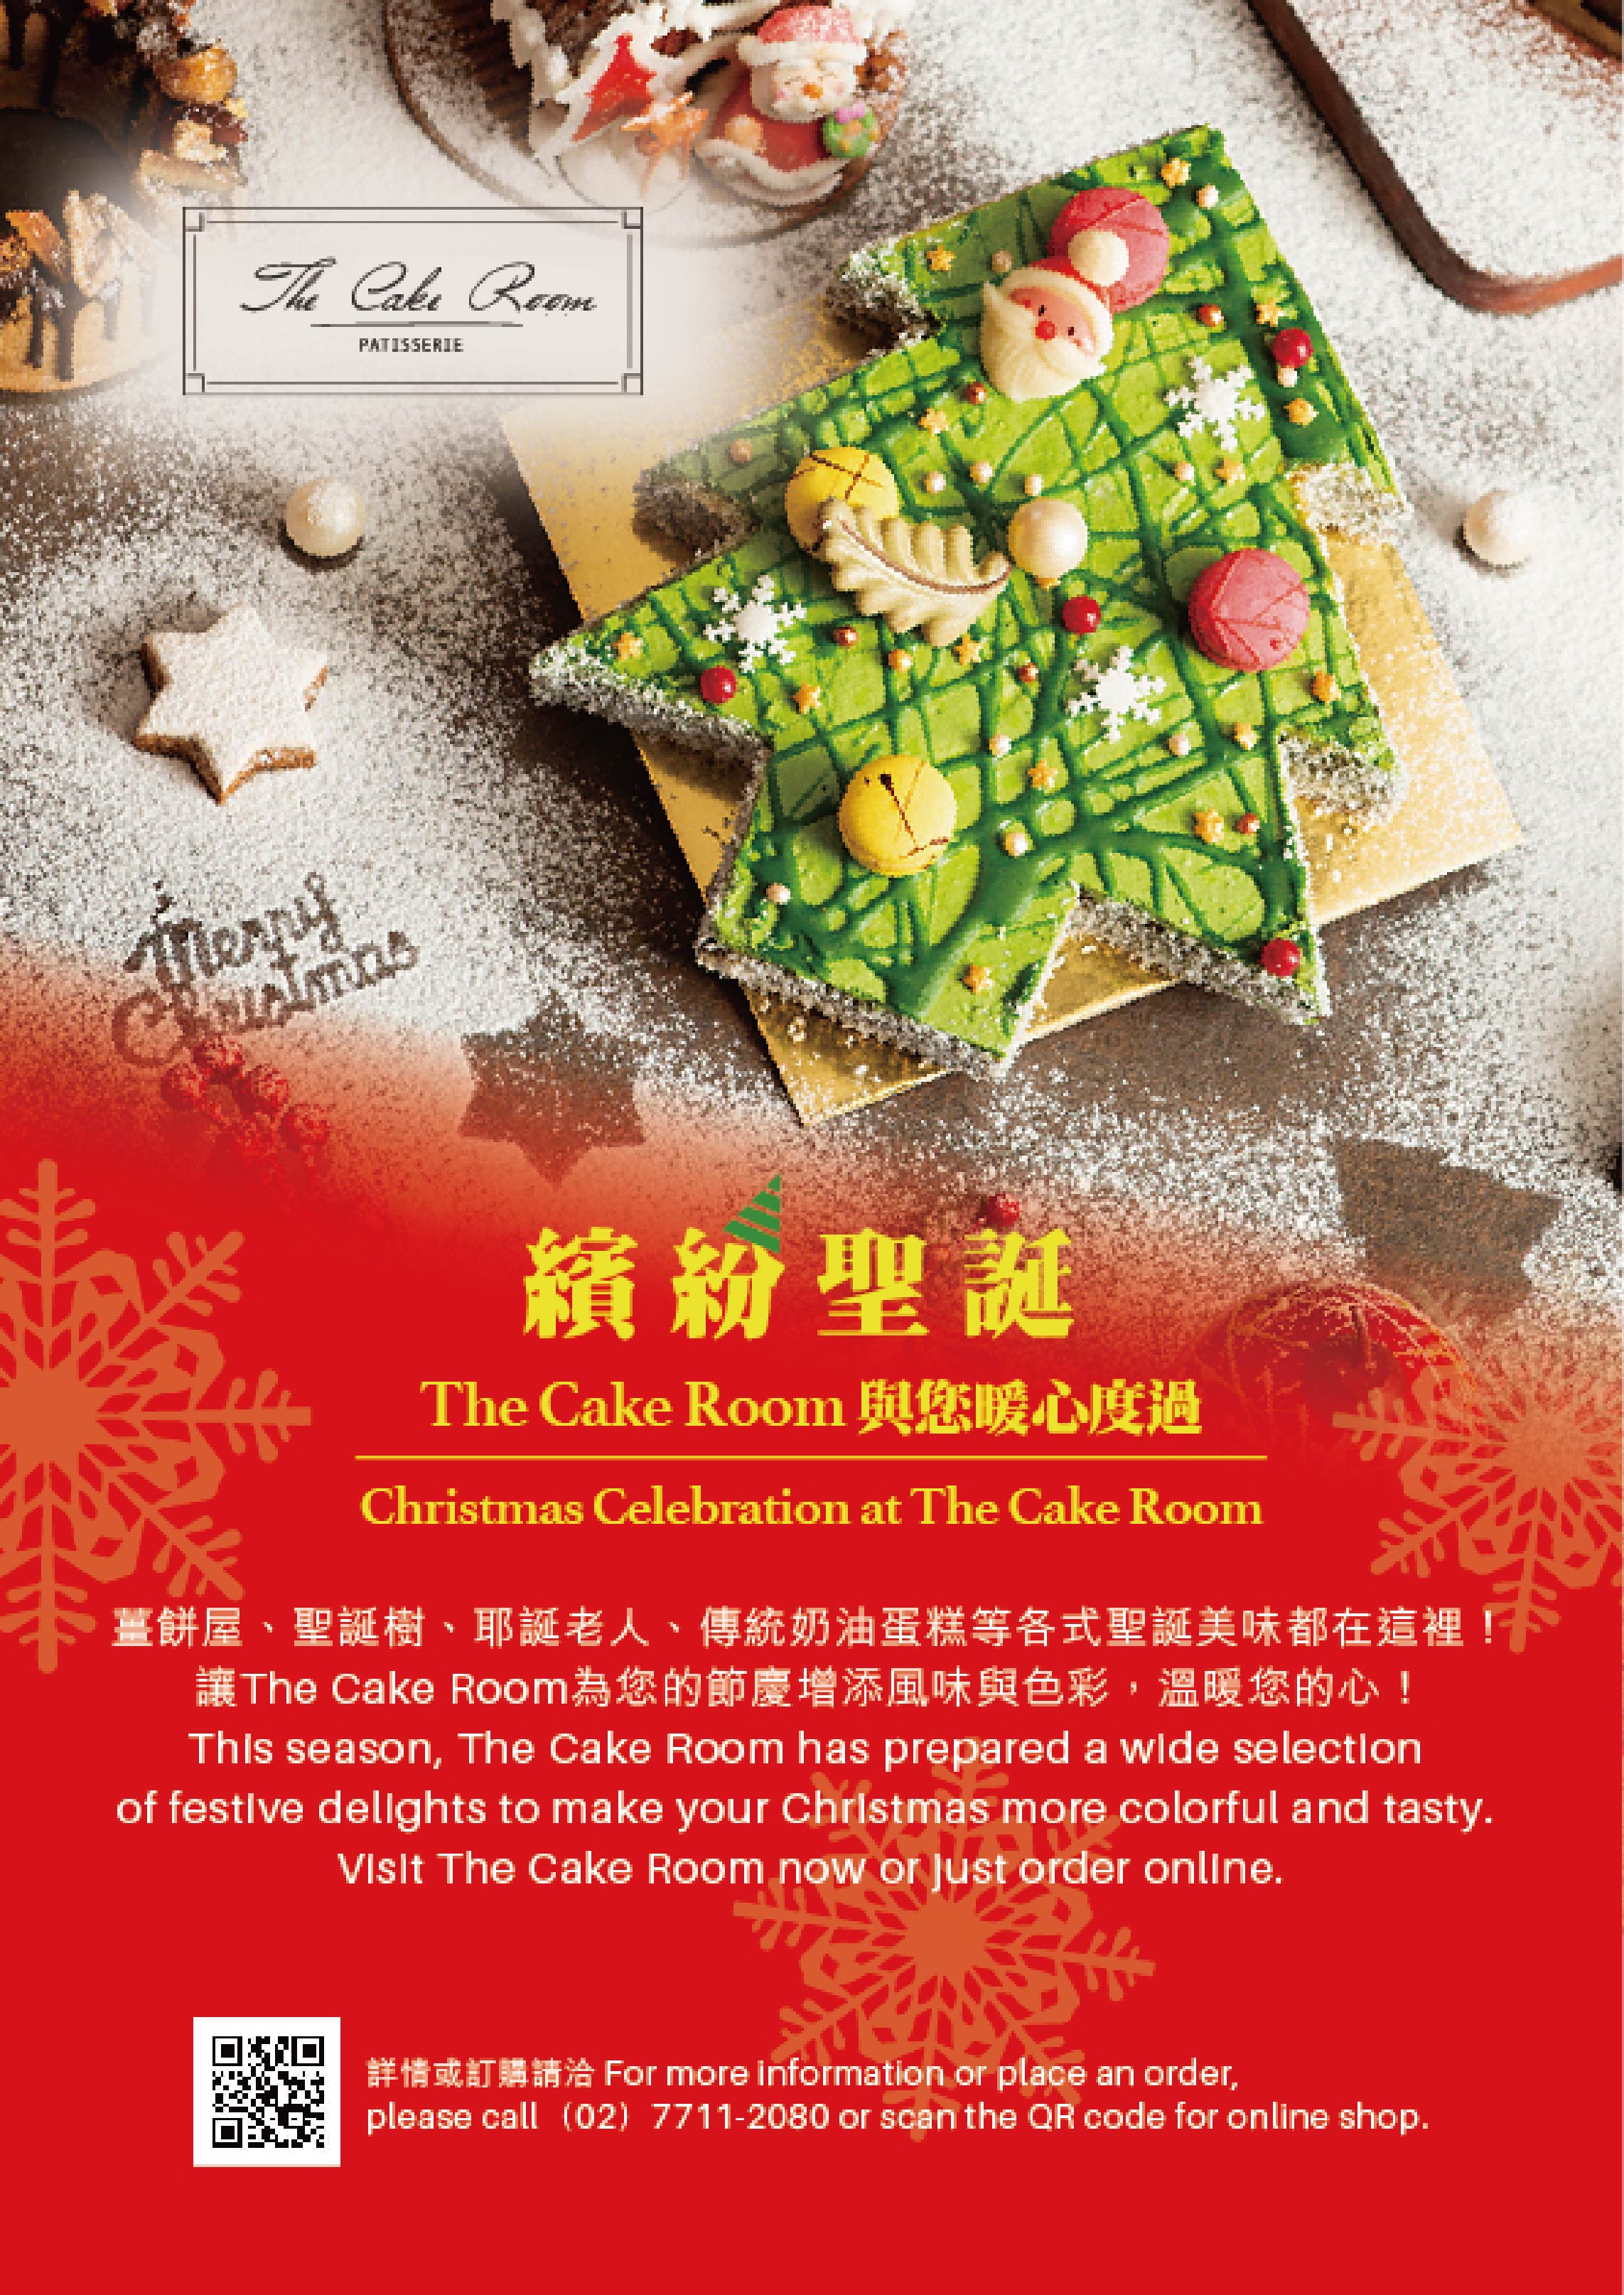 The Cake Room
PATISSERIE
Merry
Christmas
繽紛聖誕
The Cake Room 與您暖心度過
Christmas Celebration at The Cake Room
薑餅屋、聖誕樹、耶誕老人、傳統奶油蛋糕等各式聖誕美味都在這裡！
讓The Cake Room為您的節慶增添風味與色彩，溫暖您的心！
This season, The Cake Room has prepared a wide selection
of festive delights to make your Christmas more colorful and tasty.
Visit The Cake Room now or just order online.
詳情或訂購請洽 For more information or place an order,
please call （02）7711-2080 or scan the QR code for online shop.